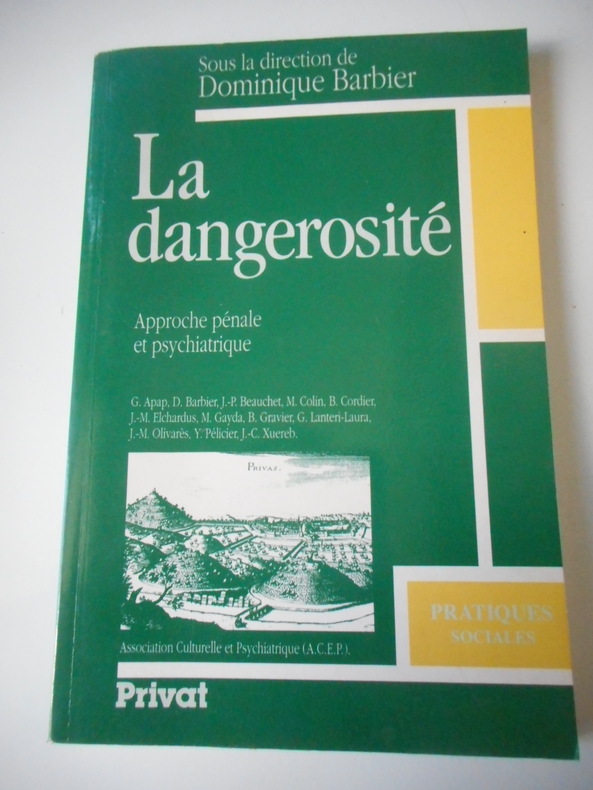 Sous la direction de
Dominique Barbier
La
dangerosité
Approche pénale
et psychiatrique
G. Apap, D. Barbier, J.-P. Beauchet, M. Colin, B. Cordier,
J.-M. Elchardus, M. Gayda, B. Gravier, G. Lanteri-Laura,
J.-M. Olivarès, Y. Pélicier, J.-C. Xuereb.
PRIVAS.
PRATIQUES
SOCIALES
Association Culturelle et Psychiatrique (A.C.E.P.).
Privat